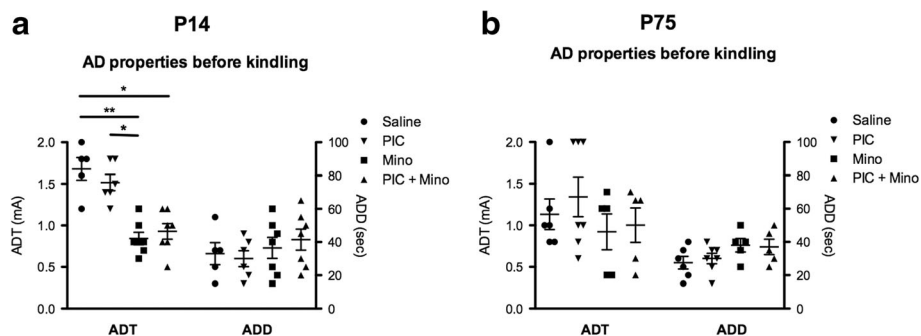 a
P14
AD properties before kindling
*
**
*
Saline
PIC
Mino
PIC + Mino
2.0
1.5
1.0
0.5
0.0
ADT (mA)
100
80
60
40
20
0
ADD (sec)
ADT
ADD
b
P75
AD properties before kindling
Saline
PIC
Mino
PIC + Mino
2.0
1.5
1.0
0.5
0.0
ADT (mA)
100
80
60
40
20
0
ADD (sec)
ADT
ADD